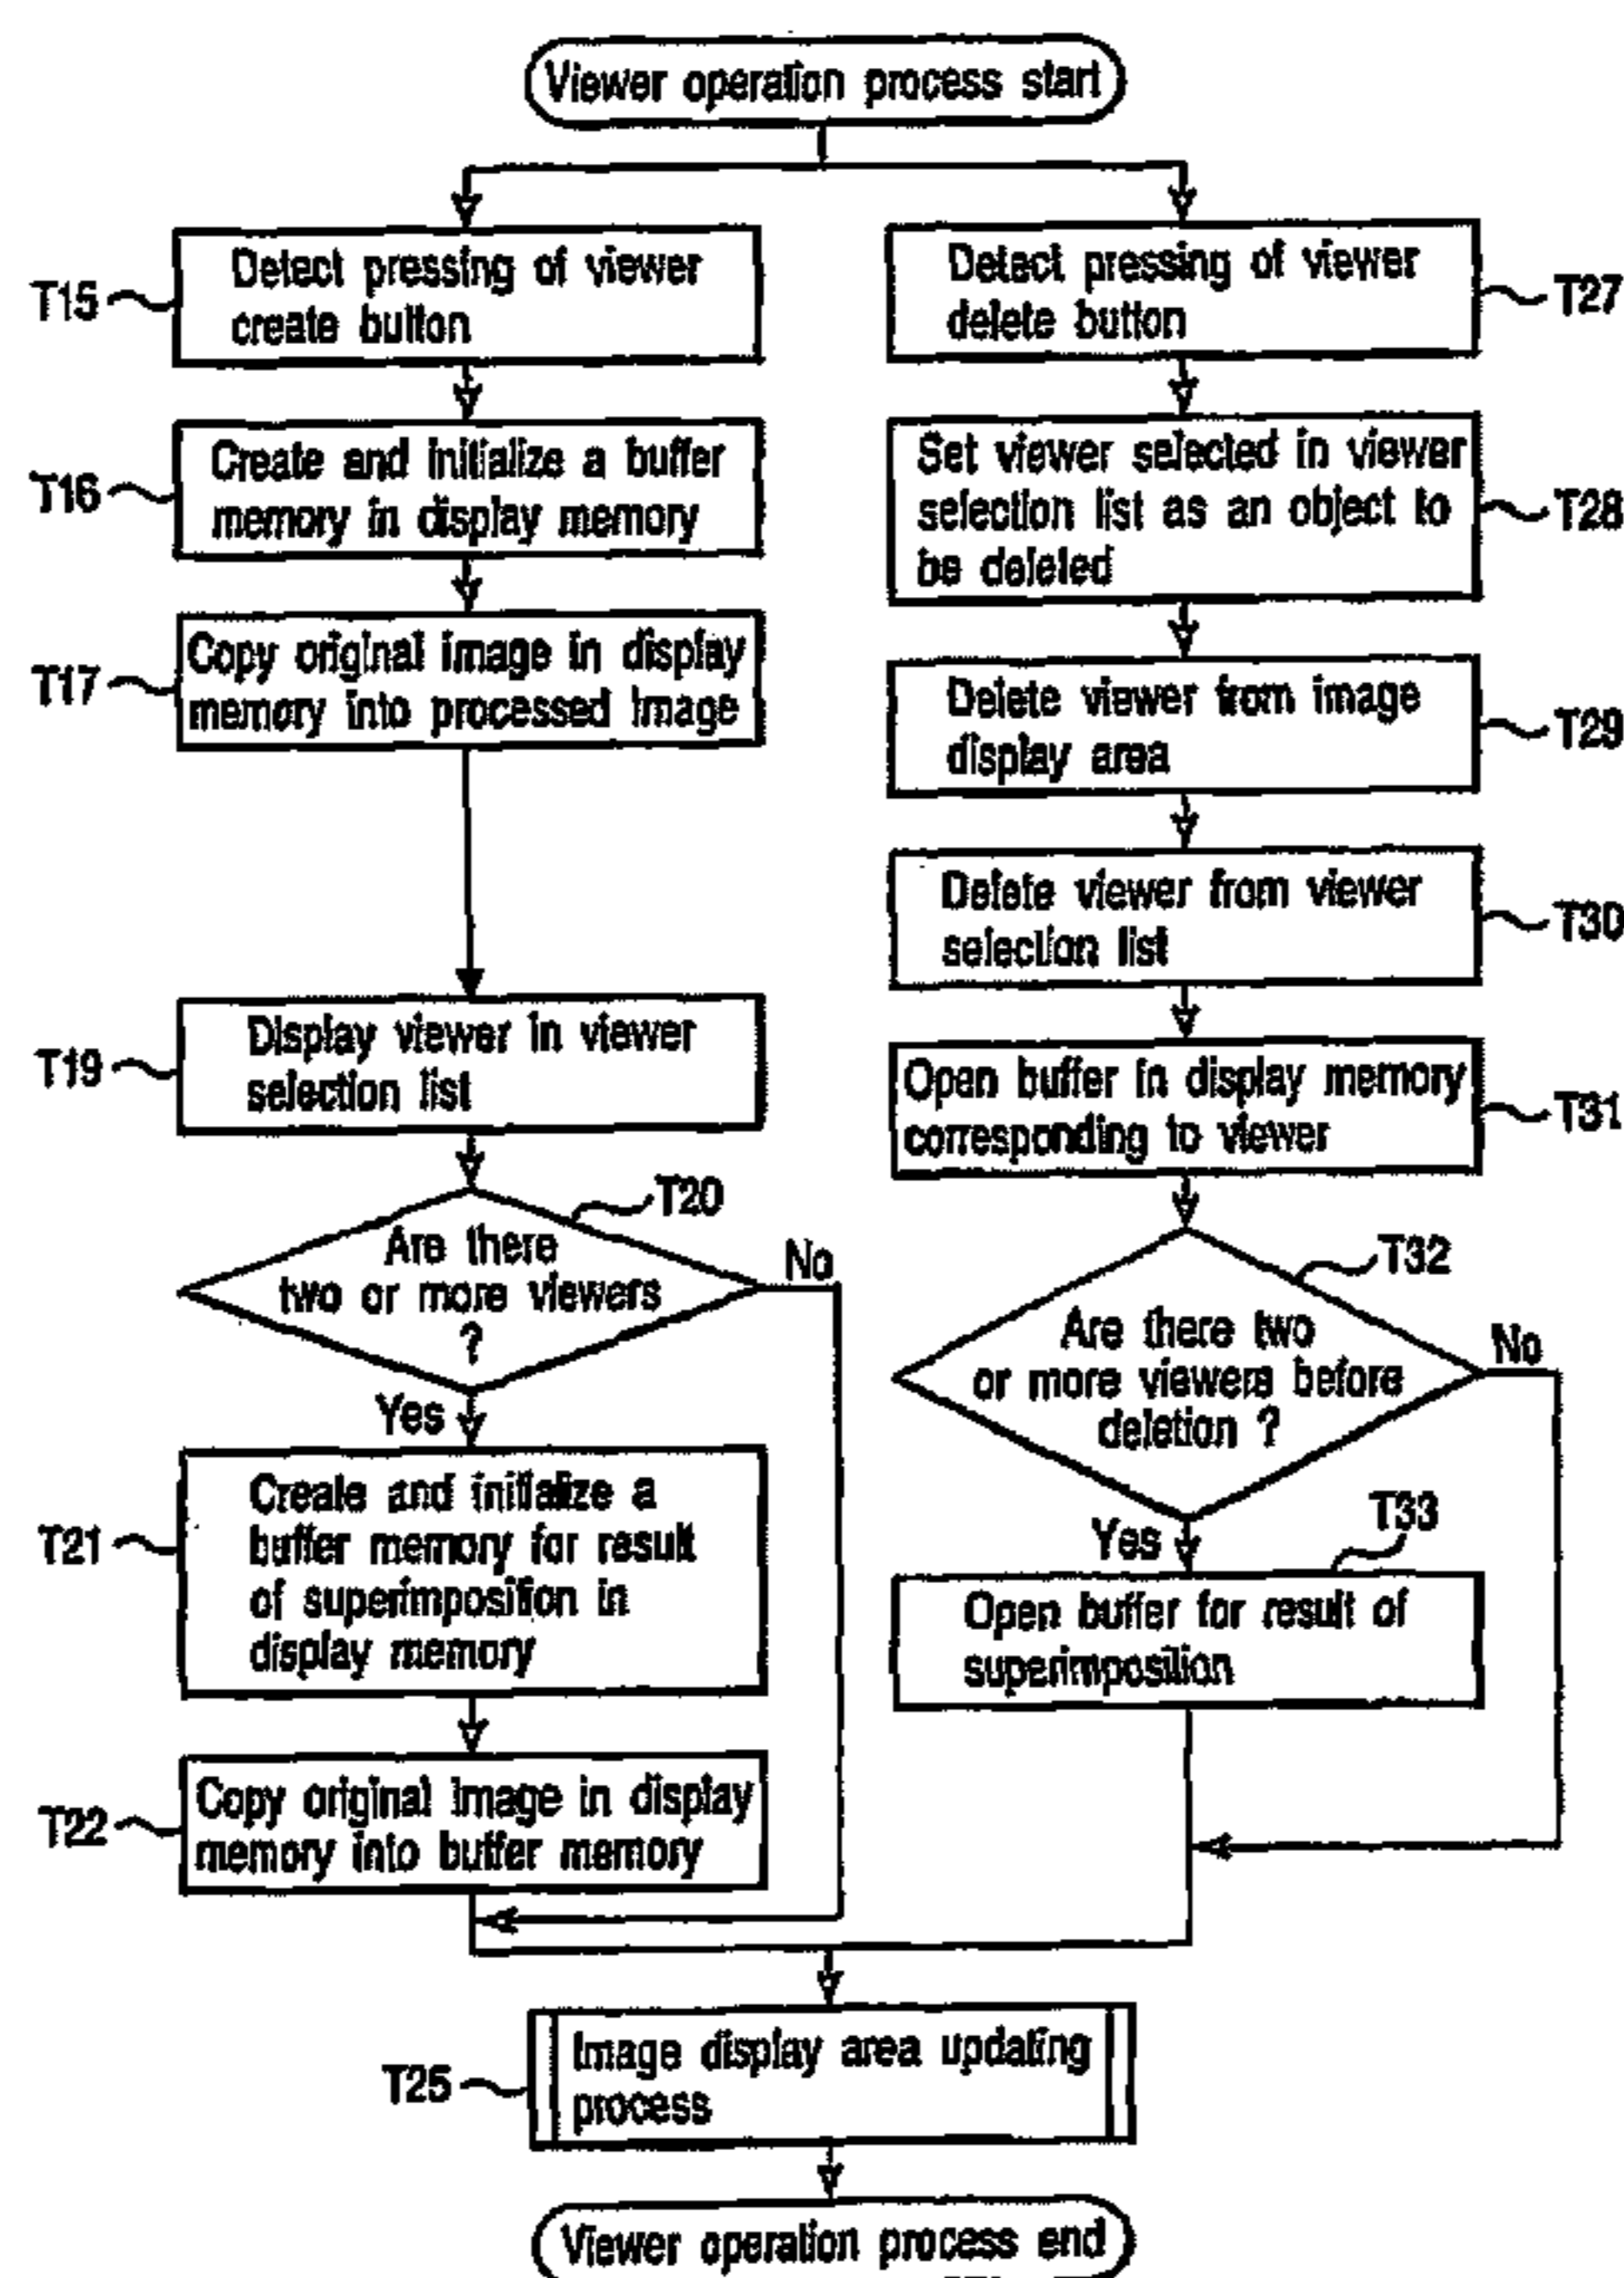 Viewer operation process start
T15
Detect pressing of viewer
create button
T16
Create and initialize a buffer
memory in display memory
T17
Copy original image in display
memory into processed image
T19
Display viewer in viewer
selection list
T20
Are there
two or more viewers
?
No
Yes
T21
Create and initialize a
buffer memory for result
of superimposition in
display memory
T22
Copy original image in display
memory into buffer memory
T27
Detect pressing of viewer
delete button
T28
Set viewer selected in viewer
selection list as an object to
be deleted
T29
Delete viewer from image
display area
T30
Delete viewer from viewer
selection list
T31
Open buffer in display memory
corresponding to viewer
T32
Are there two
or more viewers before
deletion ?
No
Yes
T33
Open buffer for result of
superimposition
T25
Image display area updating
process
Viewer operation process end